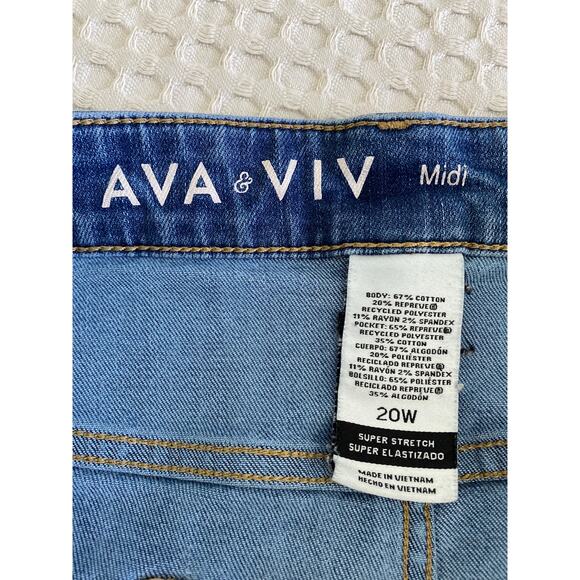 AVA & VIV Midi
BODY: 67% COTTON
20% REPREVE®
RECYCLED POLYESTER
11% RAYON 2% SPANDEX
POCKET: 65% REPREVE®
RECYCLED POLYESTER
35% COTTON
CUERPO: 67% ALGODÓN
20% POLIÉSTER
RECICLADO REPREVE®
11% RAYON 2% SPANDEX
BOLSILLO: 65% POLIÉSTER
RECICLADO REPREVE®
35% ALGODÓN
20W
SUPER STRETCH
SUPER ELASTIZADO
MADE IN VIETNAM
HECHO EN VIETNAM